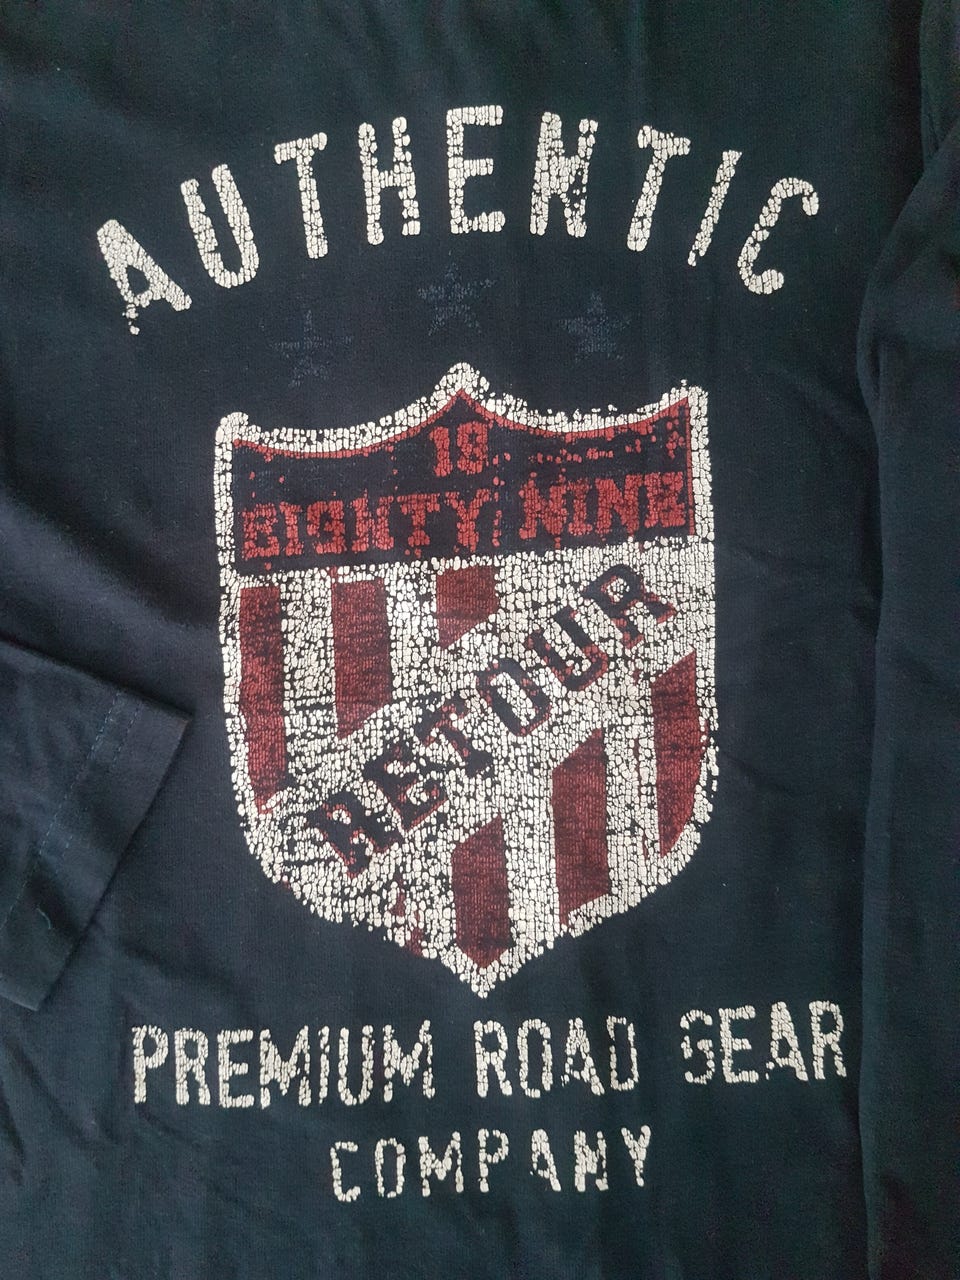 AUTHENTIC
18
EIGHTY NINE
RETOUR
PREMIUM ROAD GEAR
COMPANY